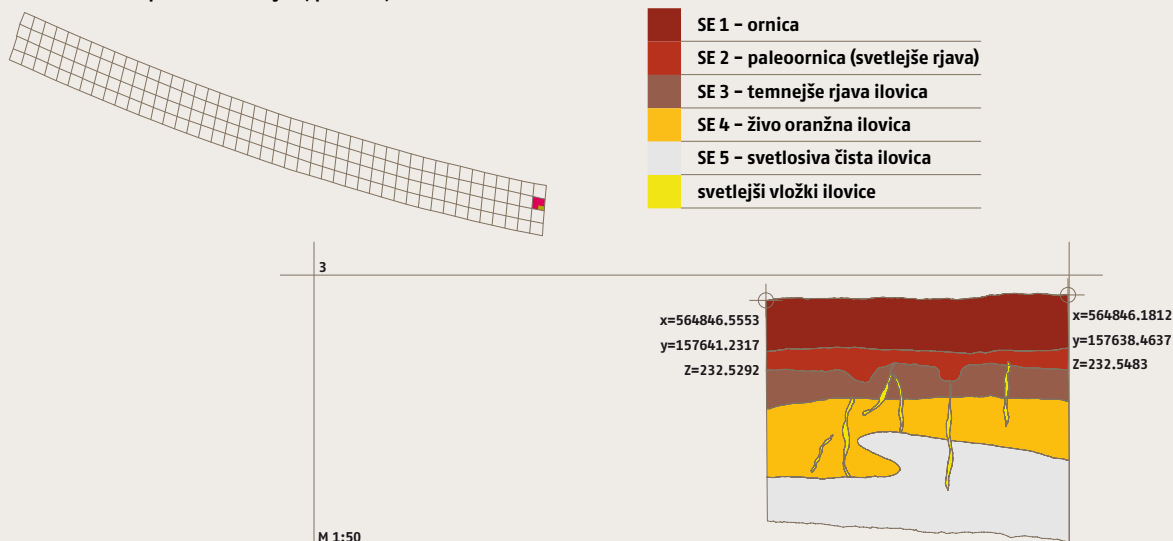 SE 1 – ornica
SE 2 – paleoornica (svetlejše rjava)
SE 3 – temnejše rjava ilovica
SE 4 – živo oranžna ilovica
SE 5 – svetlosiva čista ilovica
svetlejši vložki ilovice
3
x=564846.5553
y=157641.2317
Z=232.5292
x=564846.1812
y=157638.4637
Z=232.5483
M 1:50